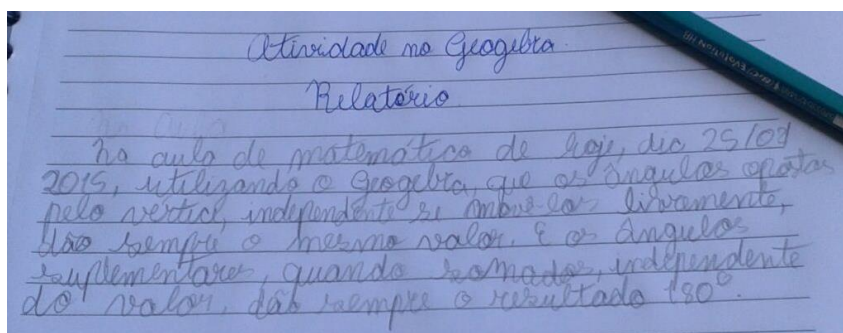 Atividade no Geogebra.
Relatório
Na aula de matemática de hoje, dia 25/09
2015, utilizando o Geogebra, que os ângulos opostos
pelo vértice, independente se movê-los livremente,
dão sempre o mesmo valor. E os ângulos
suplementares, quando somados, independente
do valor, dão sempre o resultado 180°.